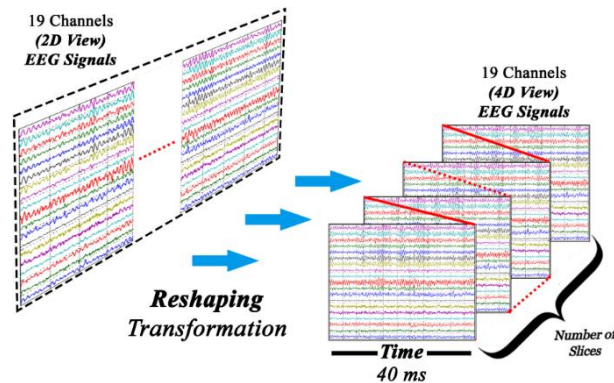 19 Channels
(2D View)
EEG Signals
19 Channels
(4D View)
EEG Signals
Reshaping
Transformation
Time
40 ms
Number of
Slices